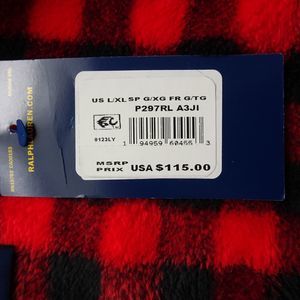 US L/XL SP G/XG FR G/TG
P297RL A3JI
0123LY
1 94959 60455 3
MSRP
PRIX USA $115.00
RALPHLAUREN.COM